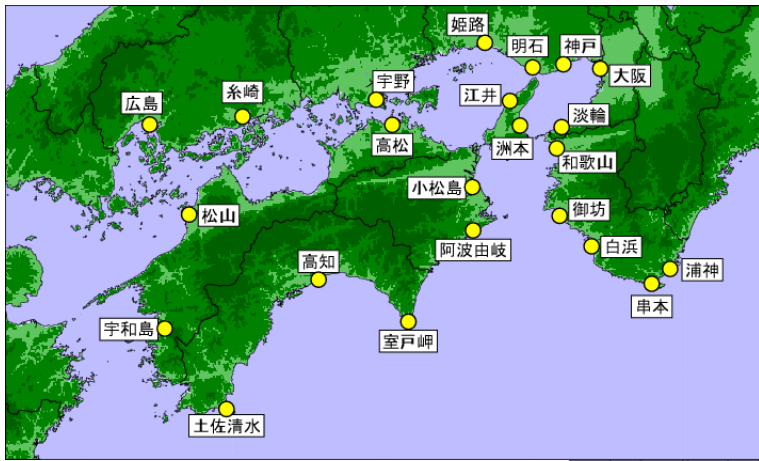 姫路
明石
神戸
大阪
宇野
江井
糸崎
広島
高松
洲本
淡輪
和歌山
小松島
松山
御坊
阿波由岐
白浜
高知
浦神
串本
宇和島
室戸岬
土佐清水